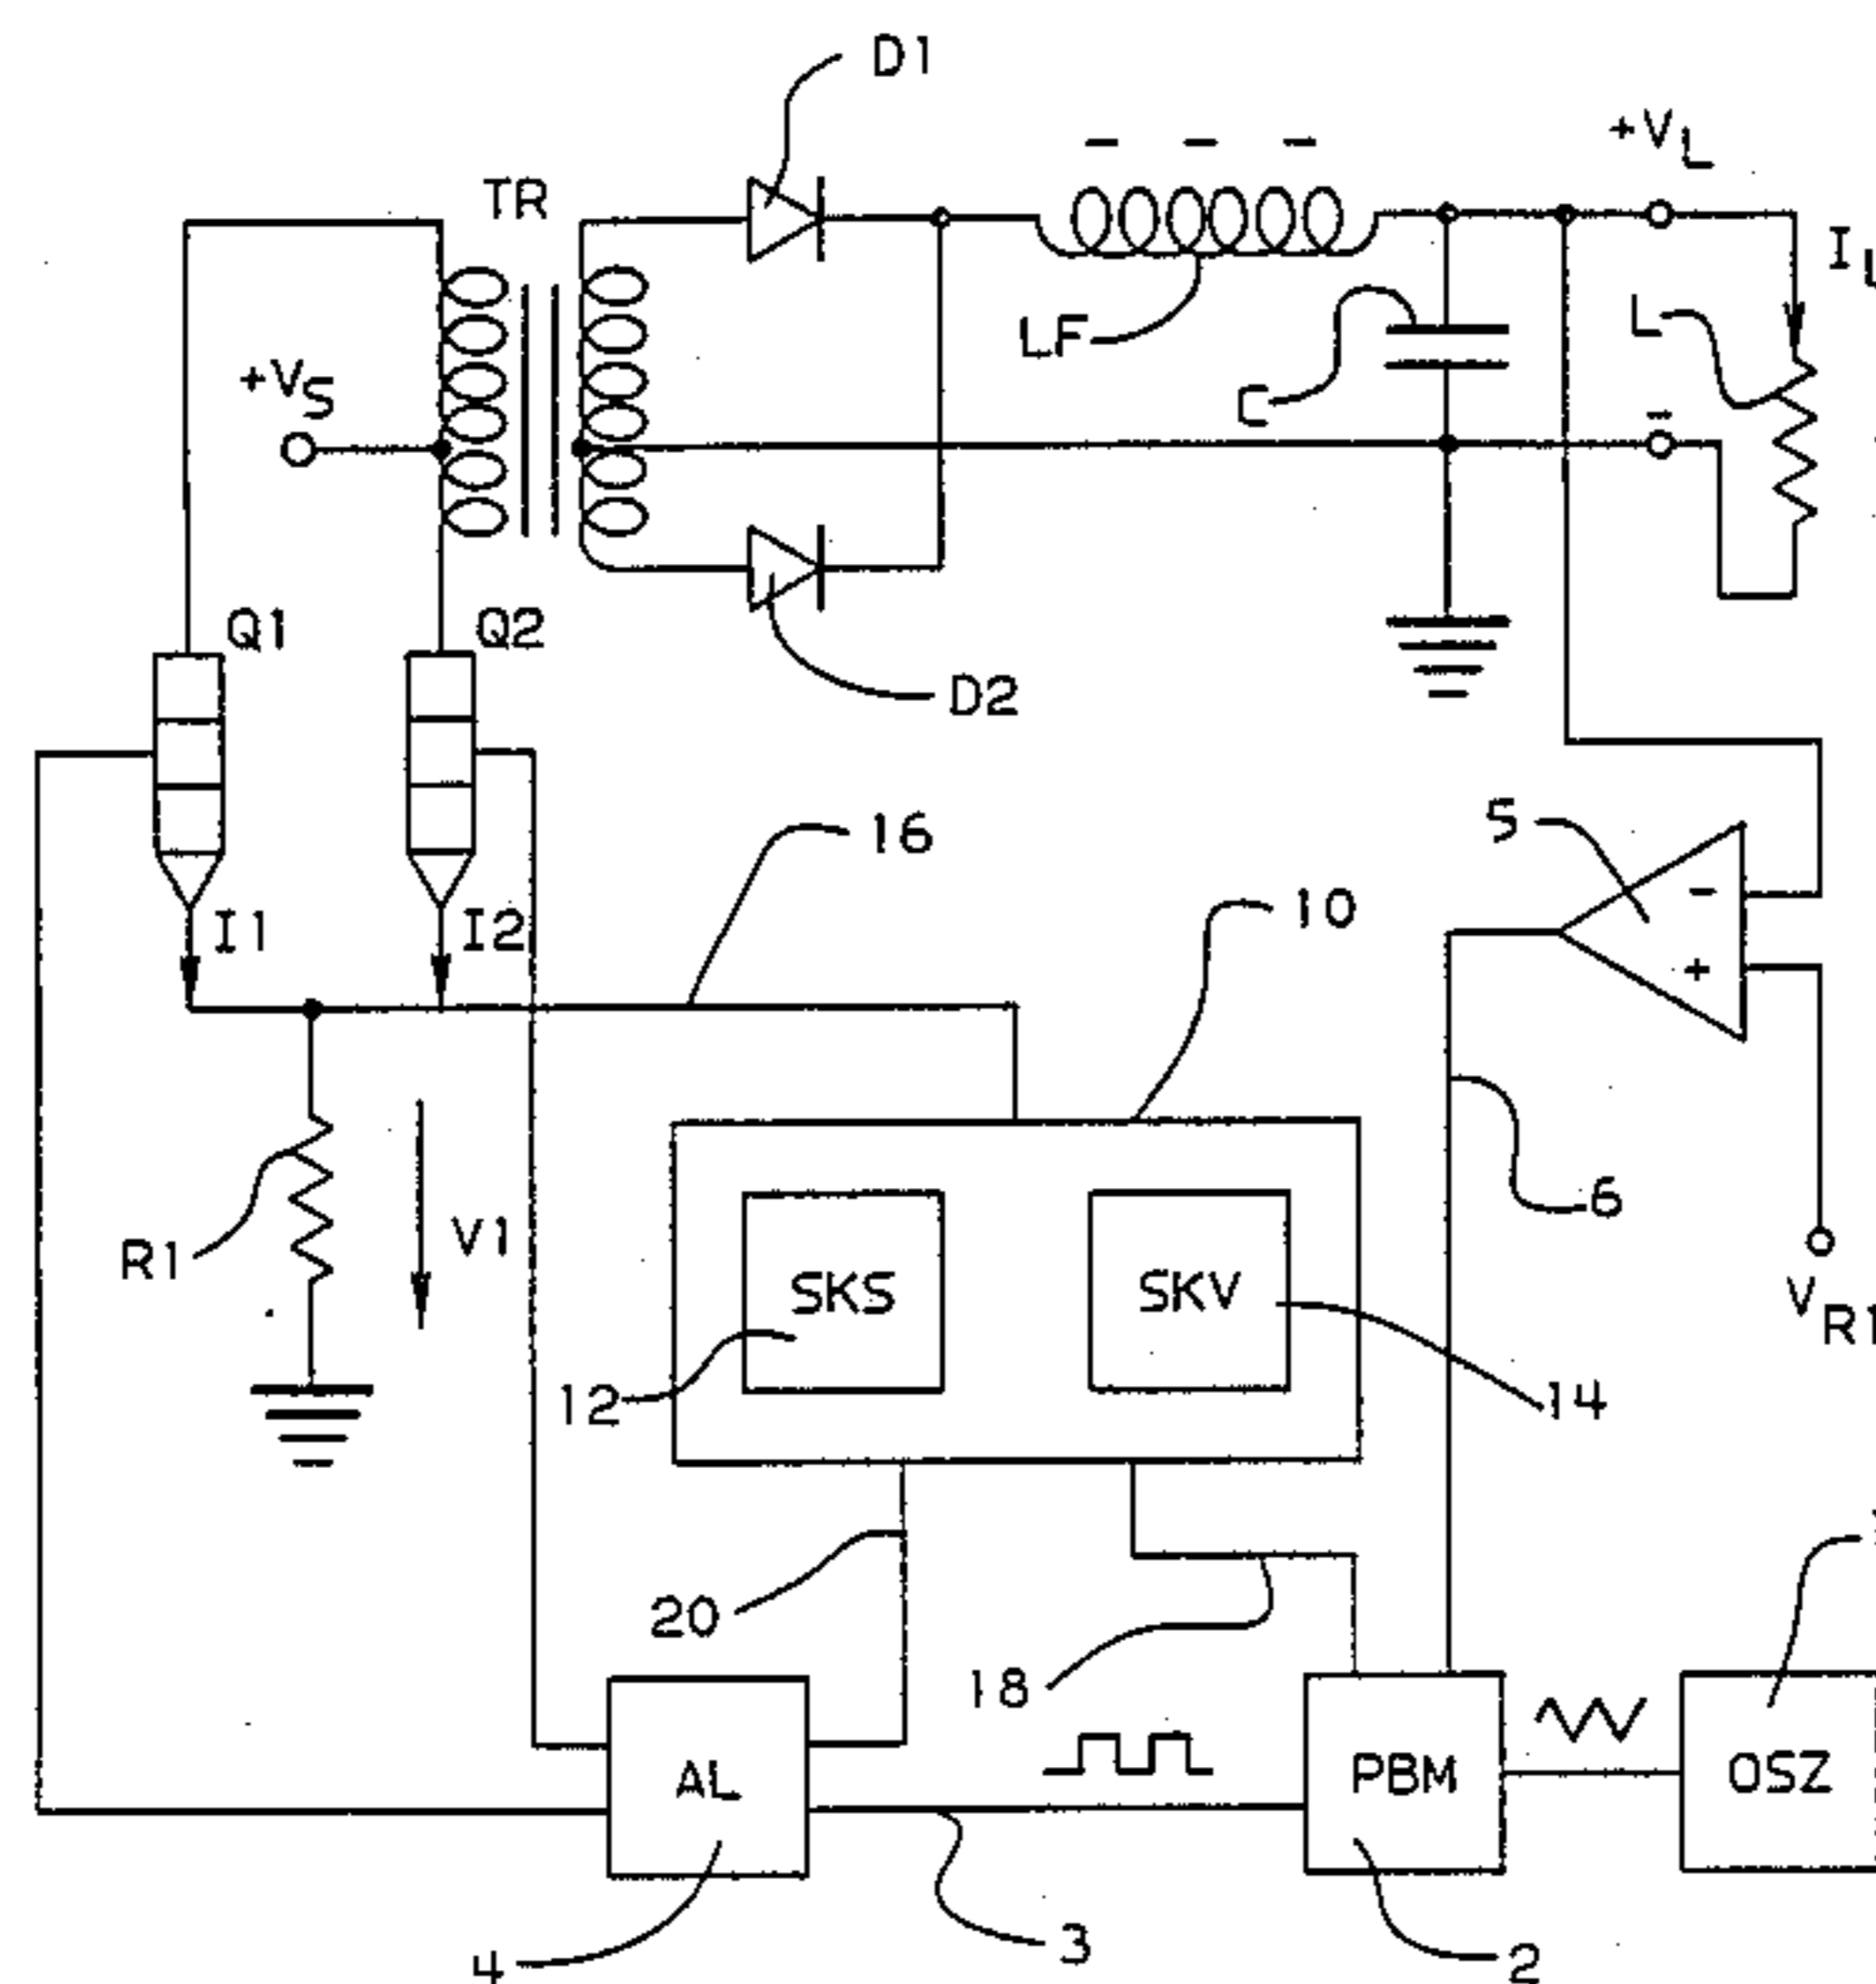 D1
+VL
TR
IL
LF
L
C
+VS
-
Q1
Q2
D2
16
5
10
-
I1
I2
+
6
R1
V1
SKS
SKV
VR1
12
14
20
18
AL
PBM
OSZ
4
3
2